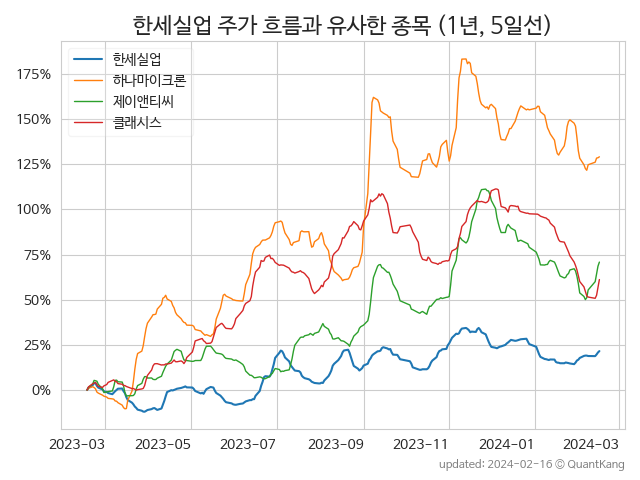 한세실업 주가 흐름과 유사한 종목 (1년, 5일선)
한세실업
하나마이크론
제이앤티씨
클래시스
175%
150%
125%
100%
75%
50%
25%
0%
2023-03 2023-05 2023-07 2023-09 2023-11 2024-01 2024-03
updated: 2024-02-16 © QuantKang